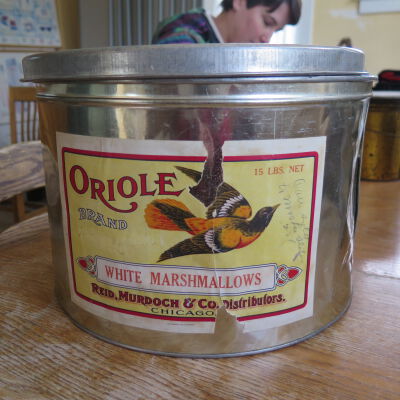 ORIOLE
BRAND
15 LBS. NET
WHITE MARSHMALLOWS
REID, MURDOCH & CO. DISTRIBUTORS.
CHICAGO